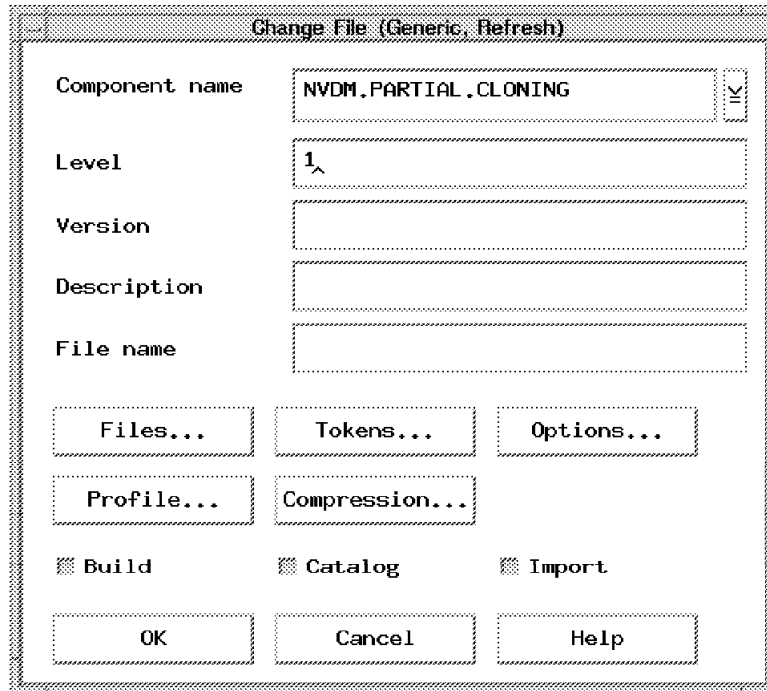 Change File (Generic, Refresh)
Component name NVDM.PARTIAL.CLONING
Level 1
Version
Description
File name
Files... Tokens... Options...
Profile... Compression...
Build Catalog Import
OK Cancel Help